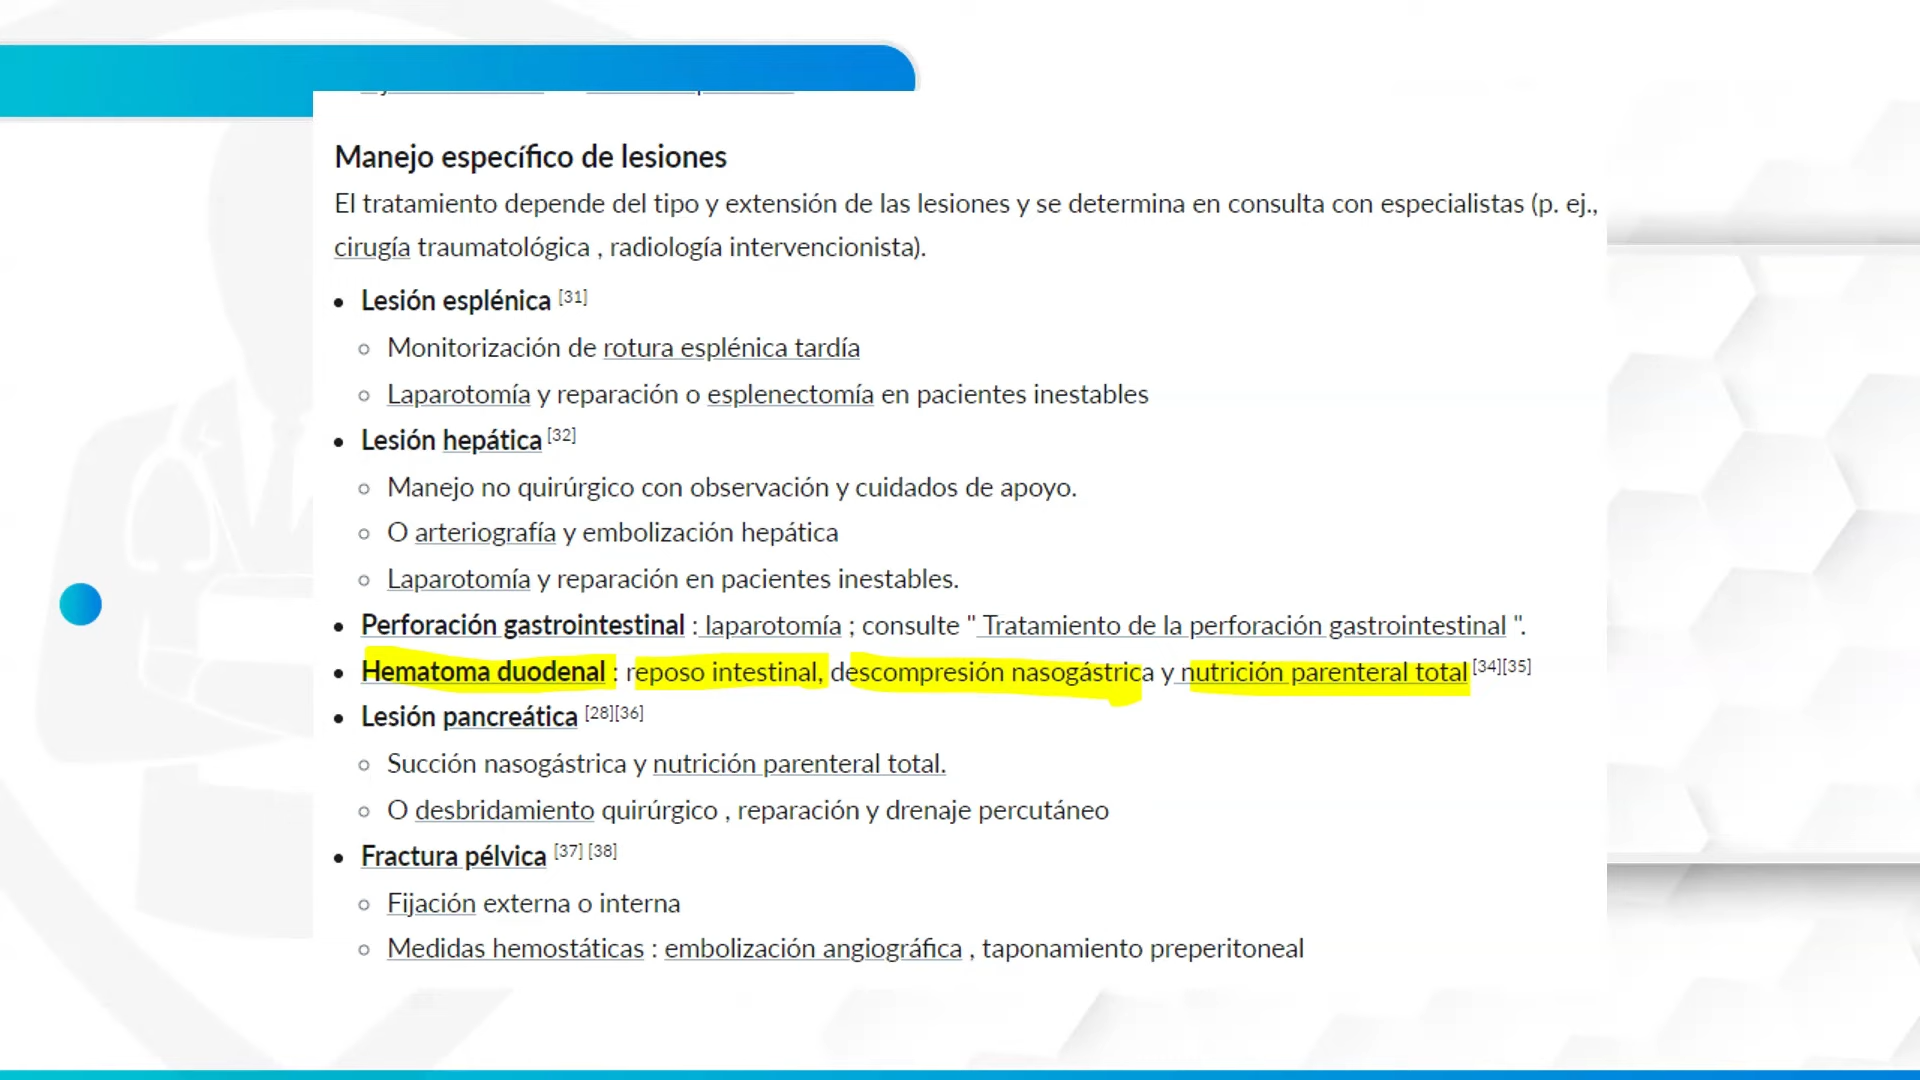 Manejo específico de lesiones
El tratamiento depende del tipo y extensión de las lesiones y se determina en consulta con especialistas (p. ej.,
cirugía traumatológica , radiología intervencionista).
• Lesión esplénica [31]
○ Monitorización de rotura esplénica tardía
○ Laparotomía y reparación o esplenectomía en pacientes inestables
• Lesión hepática [32]
○ Manejo no quirúrgico con observación y cuidados de apoyo.
○ O arteriografía y embolización hepática
○ Laparotomía y reparación en pacientes inestables.
• Perforación gastrointestinal : laparotomía ; consulte " Tratamiento de la perforación gastrointestinal ".
• Hematoma duodenal : reposo intestinal, descompresión nasogástrica y nutrición parenteral total [34][35]
• Lesión pancreática [28][36]
○ Succión nasogástrica y nutrición parenteral total.
○ O desbridamiento quirúrgico , reparación y drenaje percutáneo
• Fractura pélvica [37] [38]
○ Fijación externa o interna
○ Medidas hemostáticas : embolización angiográfica , taponamiento preperitoneal